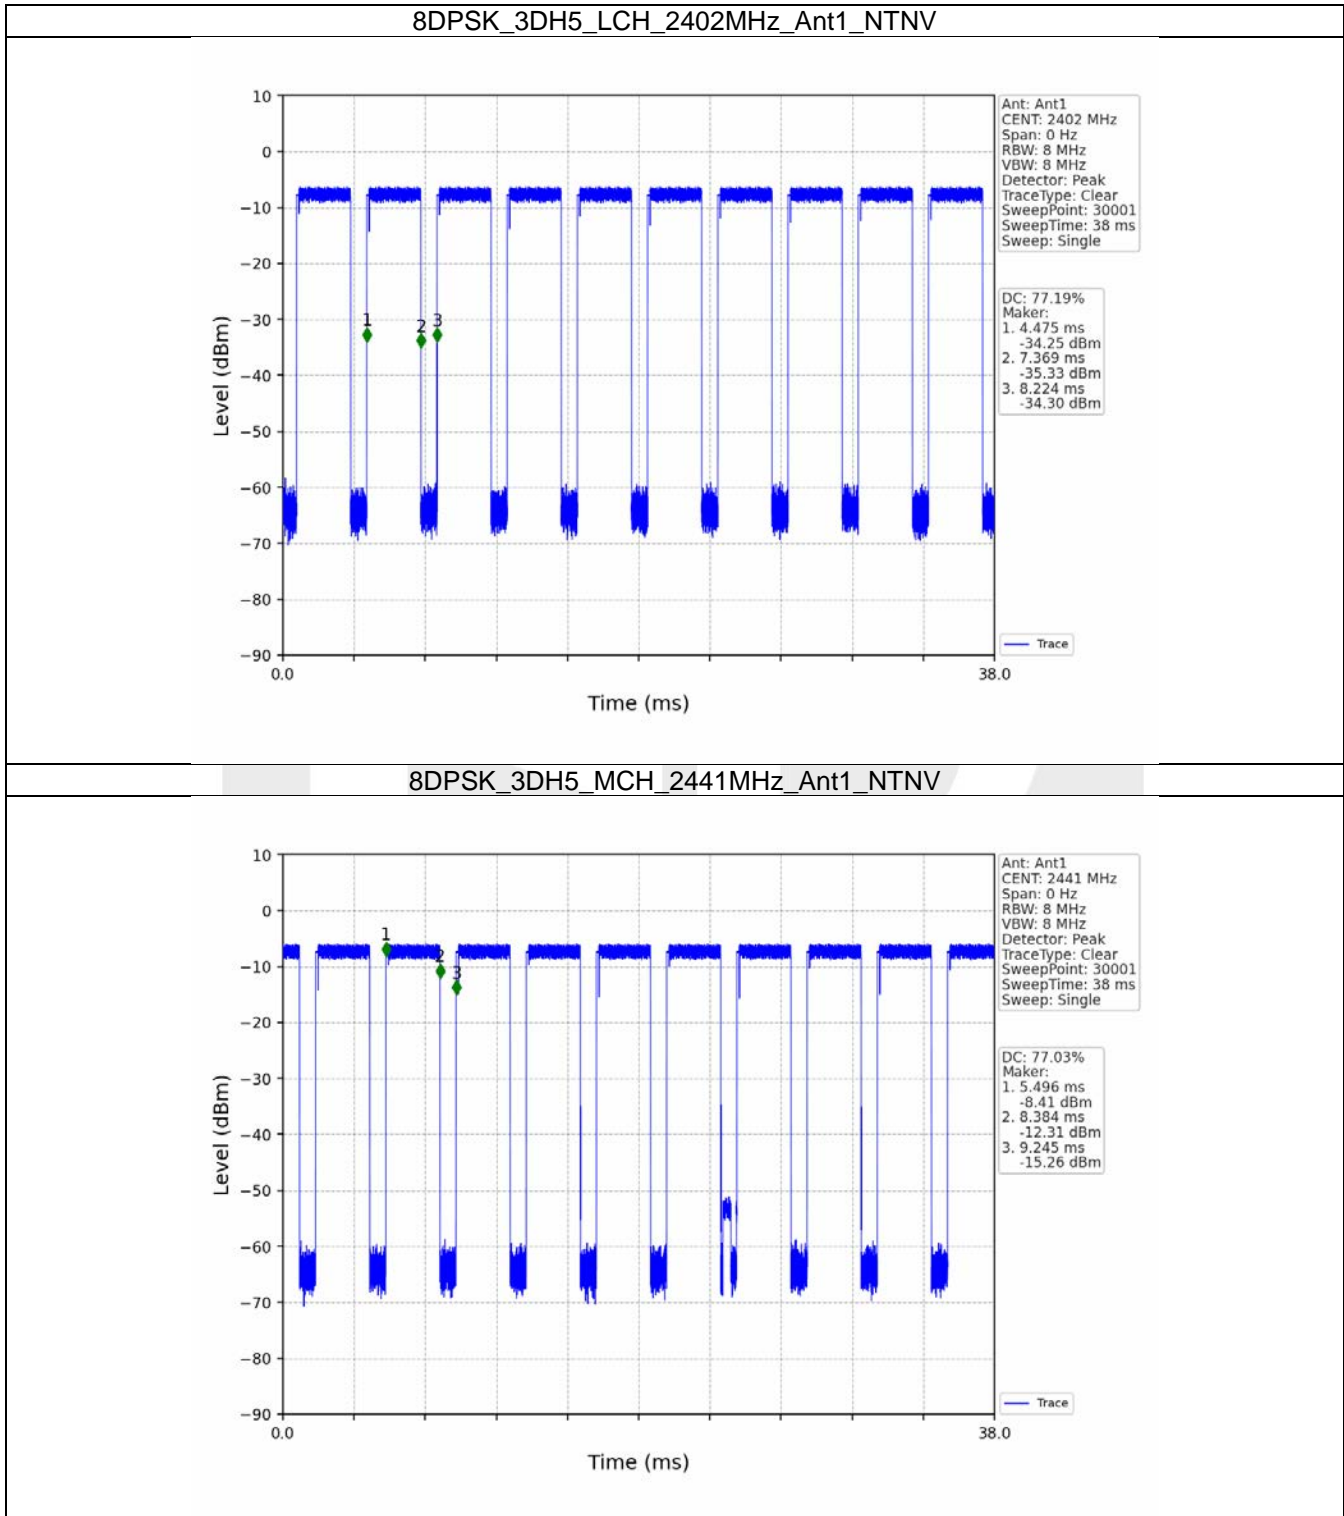 8DPSK_3DH5_LCH_2402MHz_Ant1_NTNV
10
0
−10
−20
−30
−40
−50
−60
−70
−80
−90
Level (dBm)
1
2
3
0.0
38.0
Time (ms)
Ant: Ant1
CENT: 2402 MHz
Span: 0 Hz
RBW: 8 MHz
VBW: 8 MHz
Detector: Peak
TraceType: Clear
SweepPoint: 30001
SweepTime: 38 ms
Sweep: Single
DC: 77.19%
Maker:
1. 4.475 ms
-34.25 dBm
2. 7.369 ms
-35.33 dBm
3. 8.224 ms
-34.30 dBm
Trace
8DPSK_3DH5_MCH_2441MHz_Ant1_NTNV
10
0
−10
−20
−30
−40
−50
−60
−70
−80
−90
Level (dBm)
1
2
3
0.0
38.0
Time (ms)
Ant: Ant1
CENT: 2441 MHz
Span: 0 Hz
RBW: 8 MHz
VBW: 8 MHz
Detector: Peak
TraceType: Clear
SweepPoint: 30001
SweepTime: 38 ms
Sweep: Single
DC: 77.03%
Maker:
1. 5.496 ms
-8.41 dBm
2. 8.384 ms
-12.31 dBm
3. 9.245 ms
-15.26 dBm
Trace